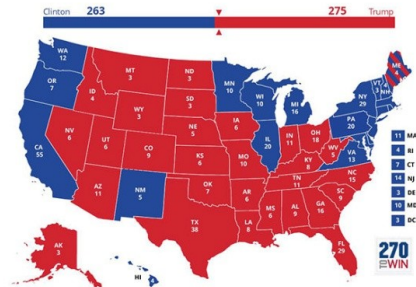 Clinton 263
275 Trump
WA
12
OR
7
CA
55
NV
6
ID
4
MT
3
WY
3
UT
6
AZ
11
CO
9
NM
5
ND
3
SD
3
NE
5
KS
6
OK
7
TX
38
MN
10
IA
6
MO
10
AR
6
LA
8
WI
10
IL
20
MI
16
IN
11
OH
18
KY
8
TN
11
MS
6
AL
9
GA
16
FL
29
SC
9
NC
15
VA
13
WV
5
PA
20
NY
29
VT
3
NH
ME
11 MA
4 RI
7 CT
14 NJ
3 DE
10 MD
3 DC
AK
3
HI
270
TO
WIN